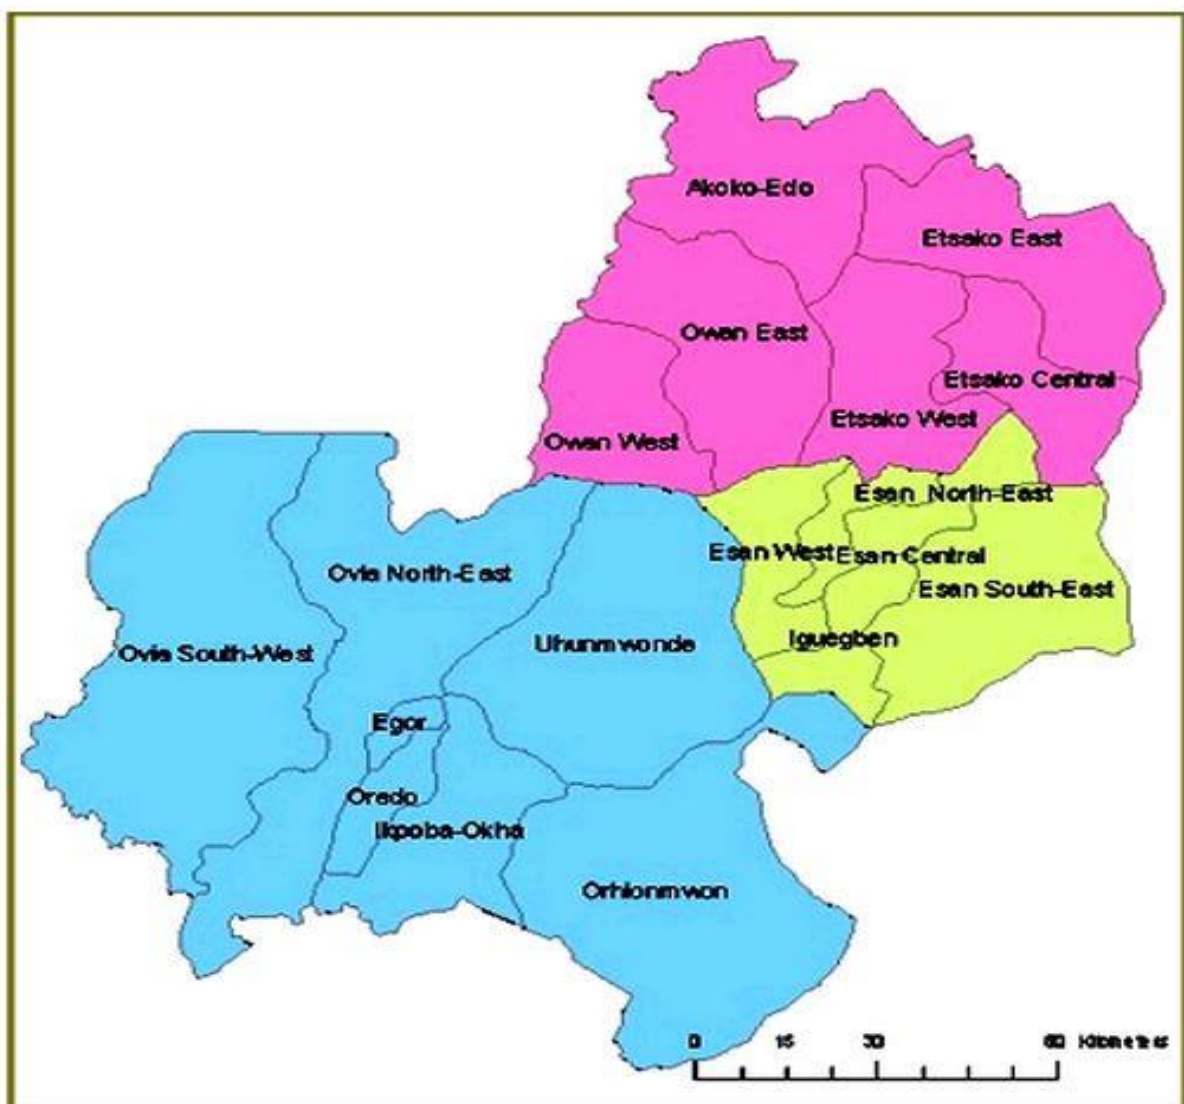 Akoko-Edo
Etsako East
Owan East
Etsako Central
Etsako West
Owan West
Esan North-East
Esan West
Esan Central
Ovia North-East
Esan South-East
Iguegben
Uhunmwonde
Ovia South-West
Egor
Oredo
Ikpoba-Okha
Orhionmwon
0 15 30 60 Kilometers